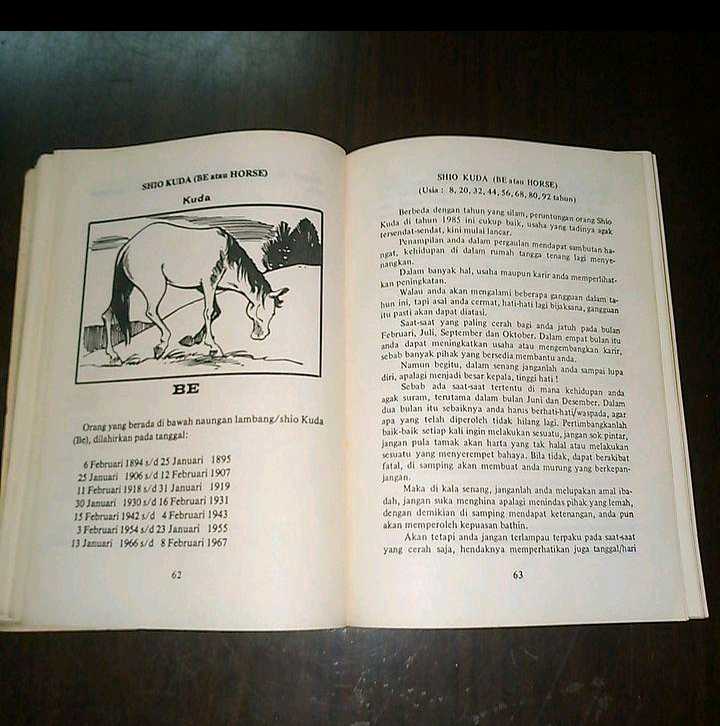 SHIO KUDA (BE atau HORSE)
Kuda
BE
Orang yang berada di bawah naungan lambang/shio Kuda
(Be), dilahirkan pada tanggal:
6 Februari 1894 s/d 25 Januari 1895
25 Januari 1906 s/d 12 Februari 1907
11 Februari 1918 s/d 31 Januari 1919
30 Januari 1930 s/d 16 Februari 1931
15 Februari 1942 s/d 4 Februari 1943
3 Februari 1954 s/d 23 Januari 1955
13 Januari 1966 s/d 8 Februari 1967
62
SHIO KUDA (BE atau HORSE)
(Usia : 8, 20, 32, 44, 56, 68, 80, 92 tahun)
Berbeda dengan tahun yang silam, peruntungan orang Shio
Kuda di tahun 1985 ini cukup baik, usaha yang tadinya agak
tersendat-sendat, kini mulai lancar.
Penampilan anda dalam pergaulan mendapat sambutan ha-
ngat, kehidupan di dalam rumah tangga tenang lagi menye-
nangkan.
Dalam banyak hal, usaha maupun karir anda memperlihat-
kan peningkatan.
Walau anda akan mengalami beberapa gangguan dalam ta-
hun ini, tapi asal anda cermat, hati-hati lagi bijaksana, gangguan
itu pasti akan dapat diatasi.
Saat-saat yang paling cerah bagi anda jatuh pada bulan
Februari, Juli, September dan Oktober. Dalam empat bulan itu
anda dapat meningkatkan usaha atau mengembangkan karir,
sebab banyak pihak yang bersedia membantu anda.
Namun begitu, dalam senang janganlah anda sampai lupa
diri, apalagi menjadi besar kepala, tinggi hati !
Sebab ada saat-saat tertentu di mana kehidupan anda
agak suram, terutama dalam bulan Juni dan Desember. Dalam
dua bulan itu sebaiknya anda harus berhati-hati/waspada, agar
apa yang telah diperoleh tidak hilang lagi. Pertimbangkanlah
baik-baik setiap kali ingin melakukan sesuatu, jangan sok pintar,
jangan pula tamak akan harta yang tak halal atau melakukan
sesuatu yang menyerempet bahaya. Bila tidak, dapat berakibat
fatal, di samping akan membuat anda murung yang berkepan-
jangan.
Maka di kala senang, janganlah anda melupakan amal iba-
dah, jangan suka menghina apalagi menindas pihak yang lemah,
dengan demikian di samping mendapat ketenangan, anda pun
akan memperoleh kepuasan bathin.
Akan tetapi anda jangan terlampau terpaku pada saat-saat
yang cerah saja, hendaknya memperhatikan juga tanggal/hari
63